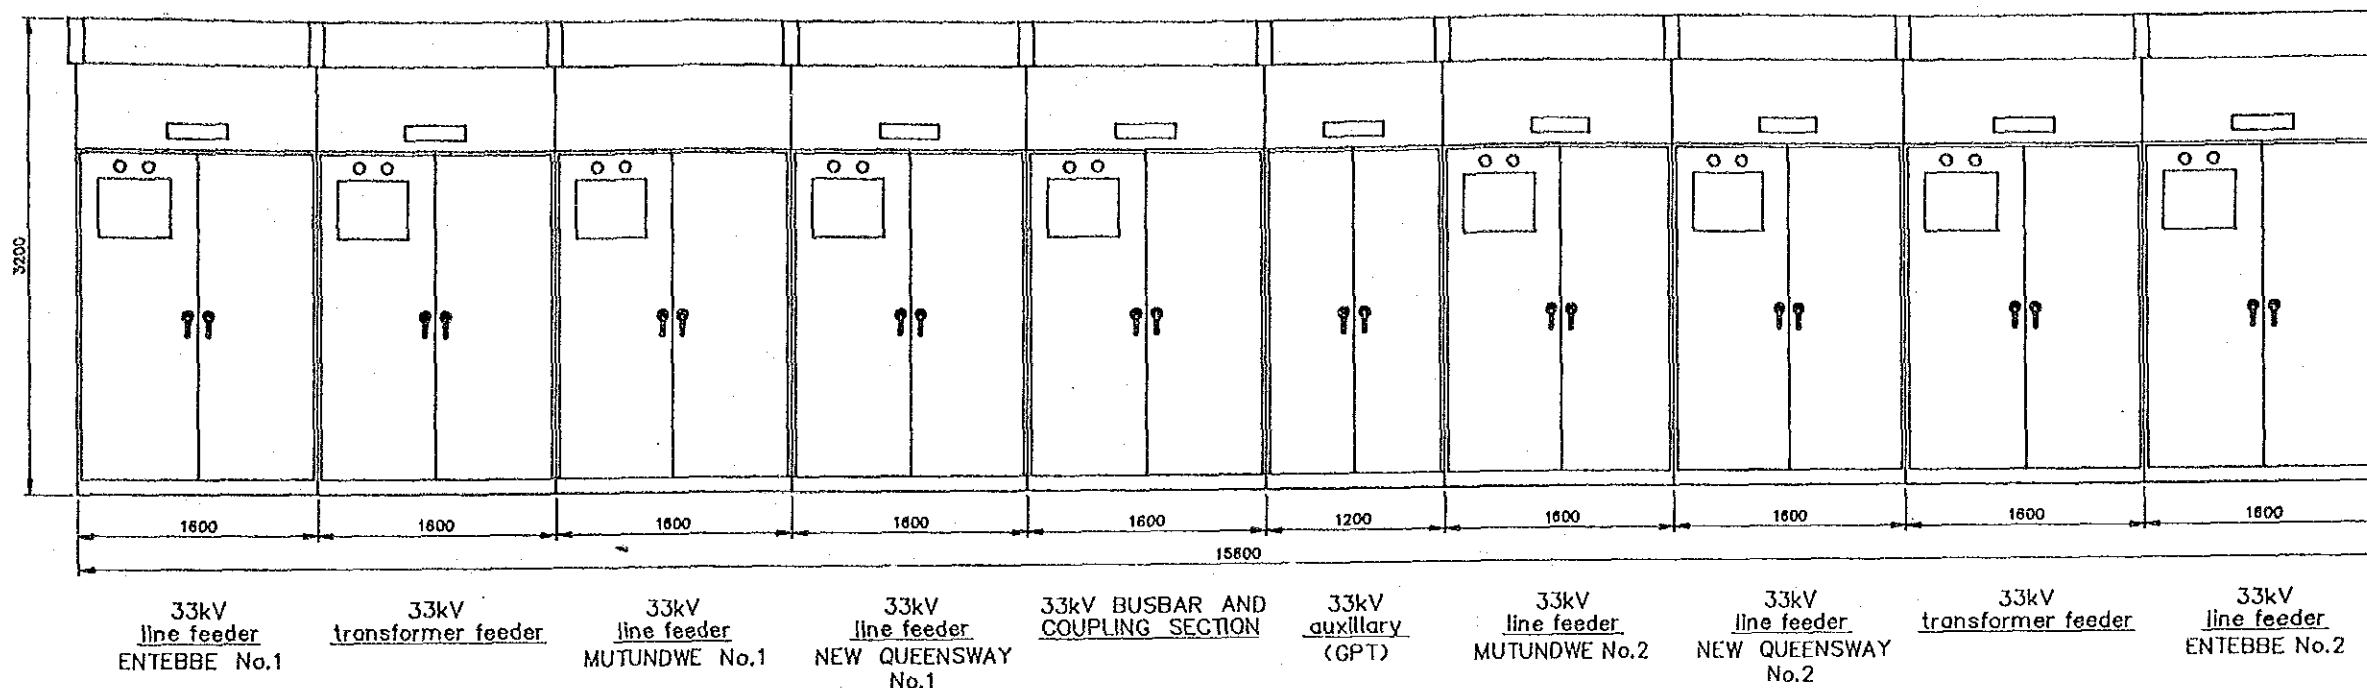 3200
1600
1600
1600
1600
1600
1200
1600
1600
1600
1600
15600
33kV
line feeder
ENTEBBE No.1
33kV
transformer feeder
33kV
line feeder
MUTUNDWE No.1
33kV
line feeder
NEW QUEENSWAY
No.1
33kV BUSBAR AND
COUPLING SECTION
33kV
auxillary
(GPT)
33kV
line feeder
MUTUNDWE No.2
33kV
line feeder
NEW QUEENSWAY
No.2
33kV
transformer feeder
33kV
line feeder
ENTEBBE No.2